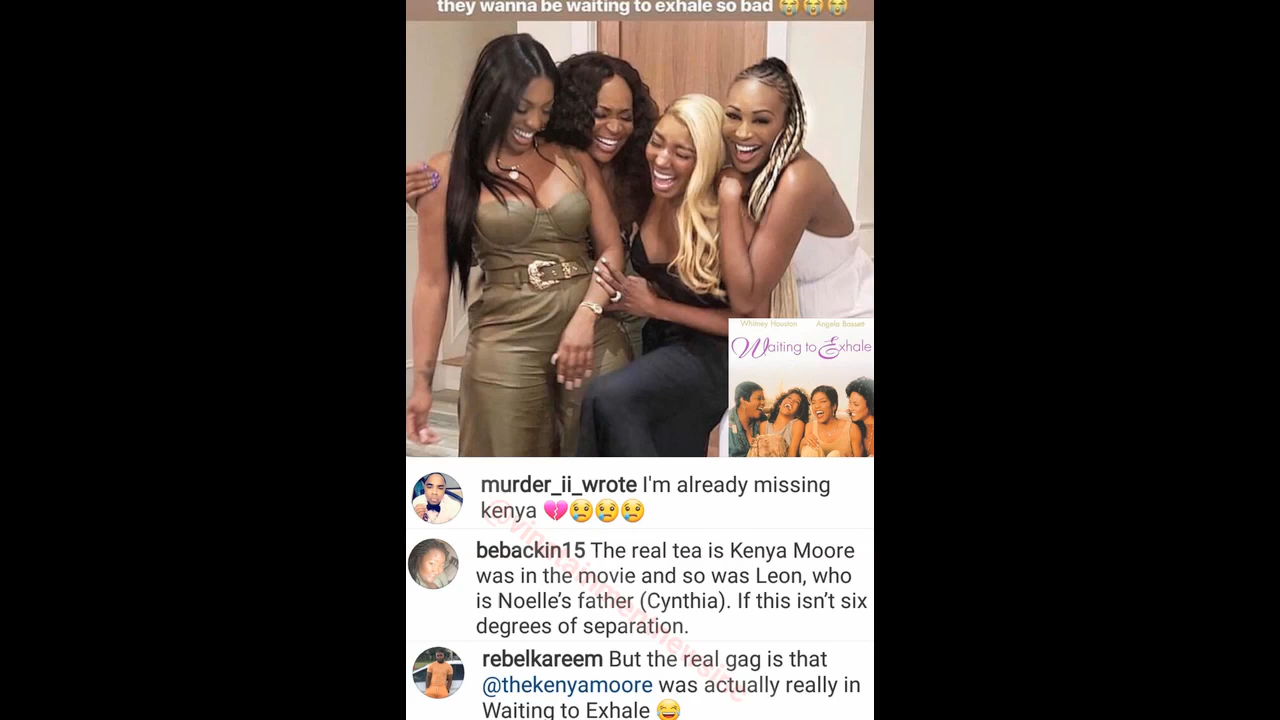 they wanna be waiting to exhale so bad 😭😭😭
Whitney Houston Angela Bassett
Waiting to Exhale
murder_ii_wrote I'm already missing
kenya 💔😢😢😢
bebackin15 The real tea is Kenya Moore
was in the movie and so was Leon, who
is Noelle’s father (Cynthia). If this isn’t six
degrees of separation.
rebelkareem But the real gag is that
@thekenyamoore was actually really in
Waiting to Exhale 😂